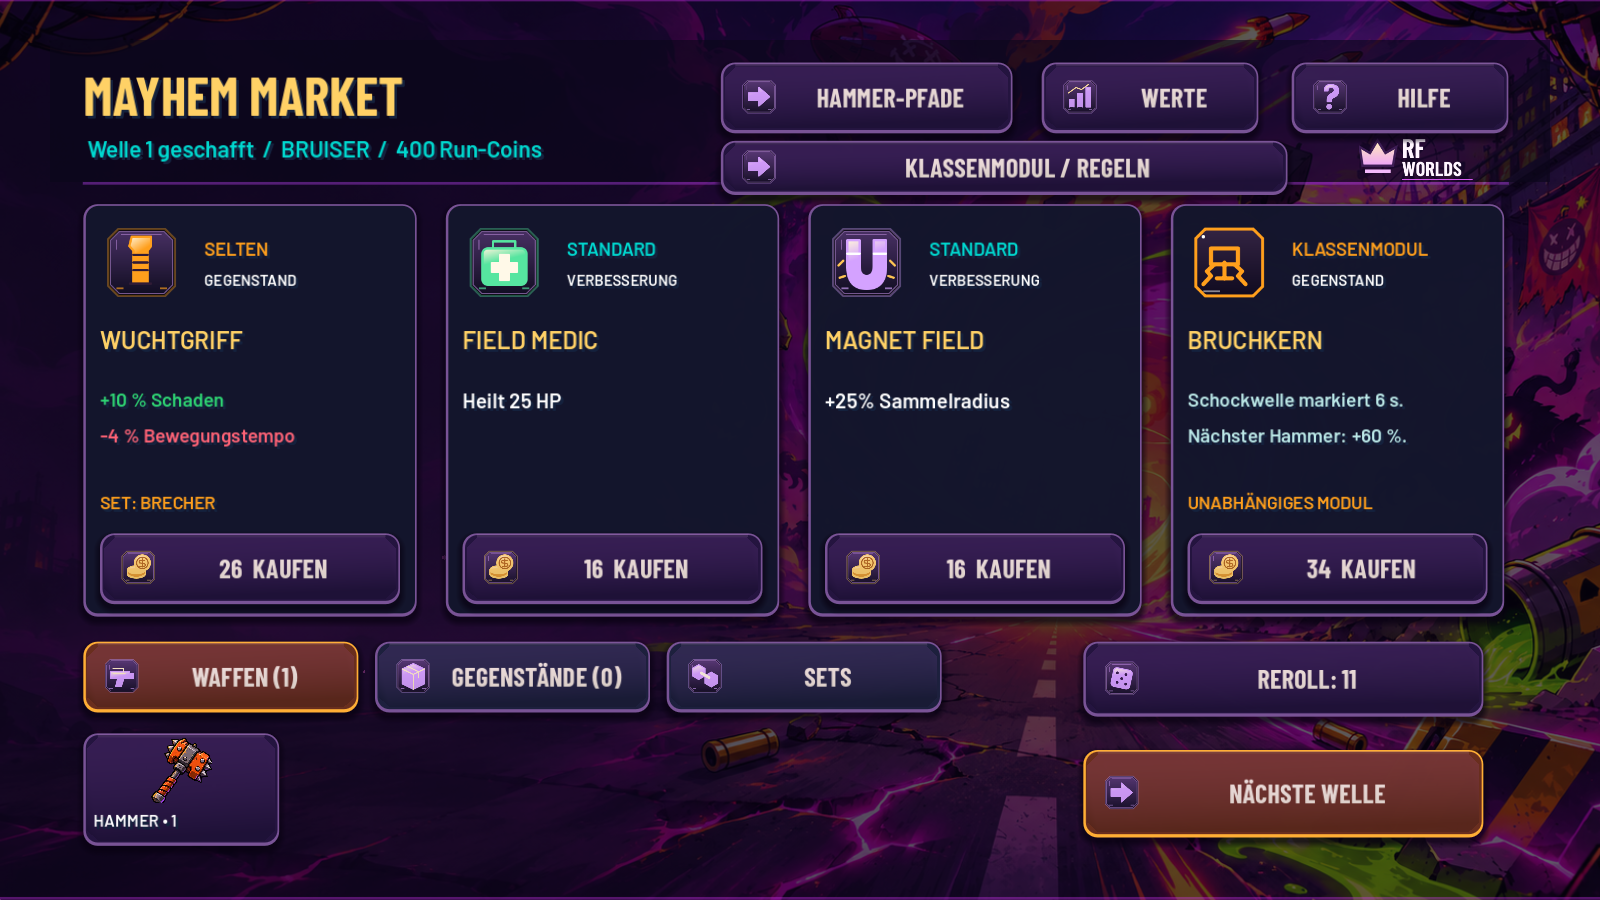 MAYHEM MARKET
Welle 1 geschafft / BRUISER / 400 Run-Coins
HAMMER-PFADE
WERTE
HILFE
KLASSENMODUL / REGELN
RF
WORLDS
SELTEN
GEGENSTAND
WUCHTGRIFF
+10 % Schaden
-4 % Bewegungstempo
SET: BRECHER
26 KAUFEN
STANDARD
VERBESSERUNG
FIELD MEDIC
Heilt 25 HP
16 KAUFEN
STANDARD
VERBESSERUNG
MAGNET FIELD
+25% Sammelradius
16 KAUFEN
KLASSENMODUL
GEGENSTAND
BRUCHKERN
Schockwelle markiert 6 s.
Nächster Hammer: +60 %.
UNABHÄNGIGES MODUL
34 KAUFEN
WAFFEN (1)
GEGENSTÄNDE (0)
SETS
REROLL: 11
HAMMER • 1
NÄCHSTE WELLE